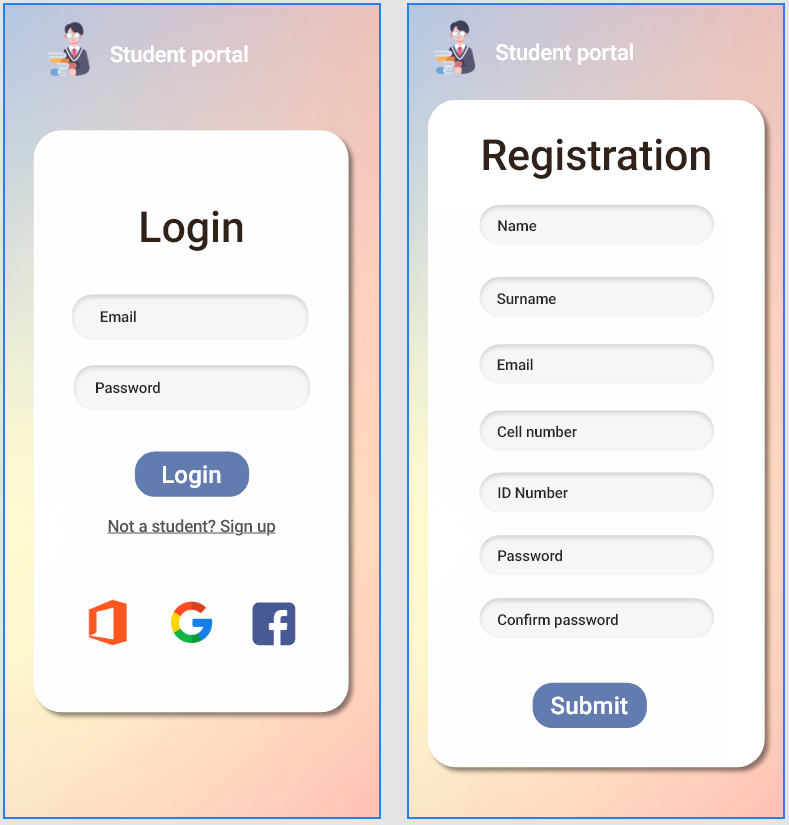 Student portal
Login
Email
Password
Login
Not a student? Sign up
Student portal
Registration
Name
Surname
Email
Cell number
ID Number
Password
Confirm password
Submit